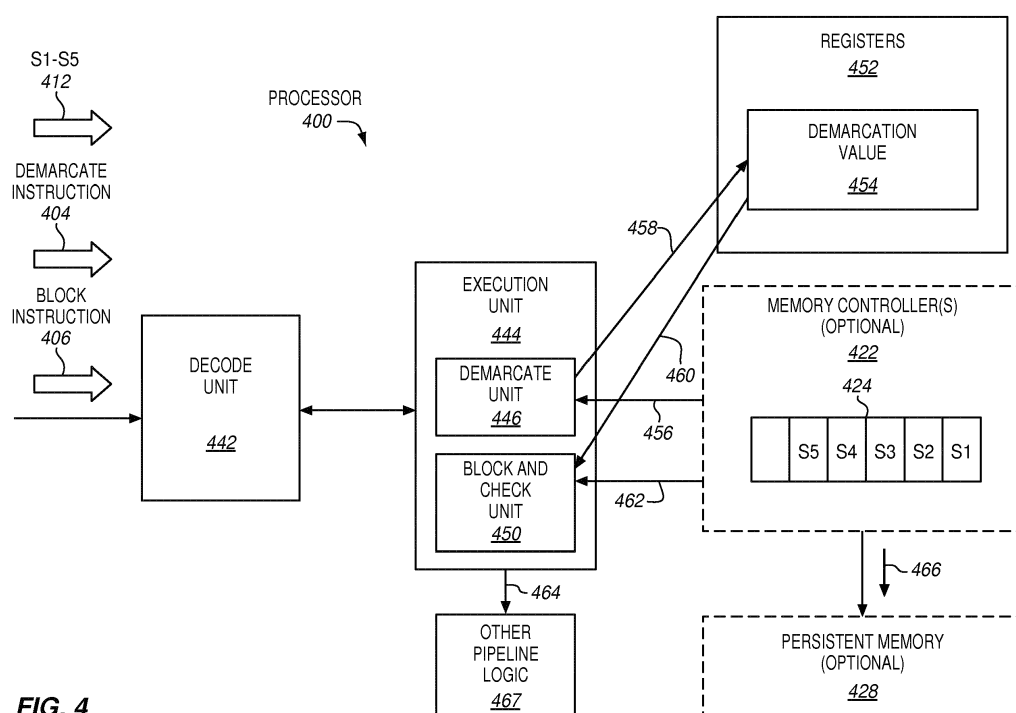 S1-S5
412
DEMARCATE
INSTRUCTION
404
BLOCK
INSTRUCTION
406
PROCESSOR
400
DECODE
UNIT
442
EXECUTION
UNIT
444
DEMARCATE
UNIT
446
BLOCK AND
CHECK
UNIT
450
464
OTHER
PIPELINE
LOGIC
467
458
460
456
462
REGISTERS
452
DEMARCATION
VALUE
454
MEMORY CONTROLLER(S)
(OPTIONAL)
422
424
S5 S4 S3 S2 S1
466
PERSISTENT MEMORY
(OPTIONAL)
428
FIG. 4